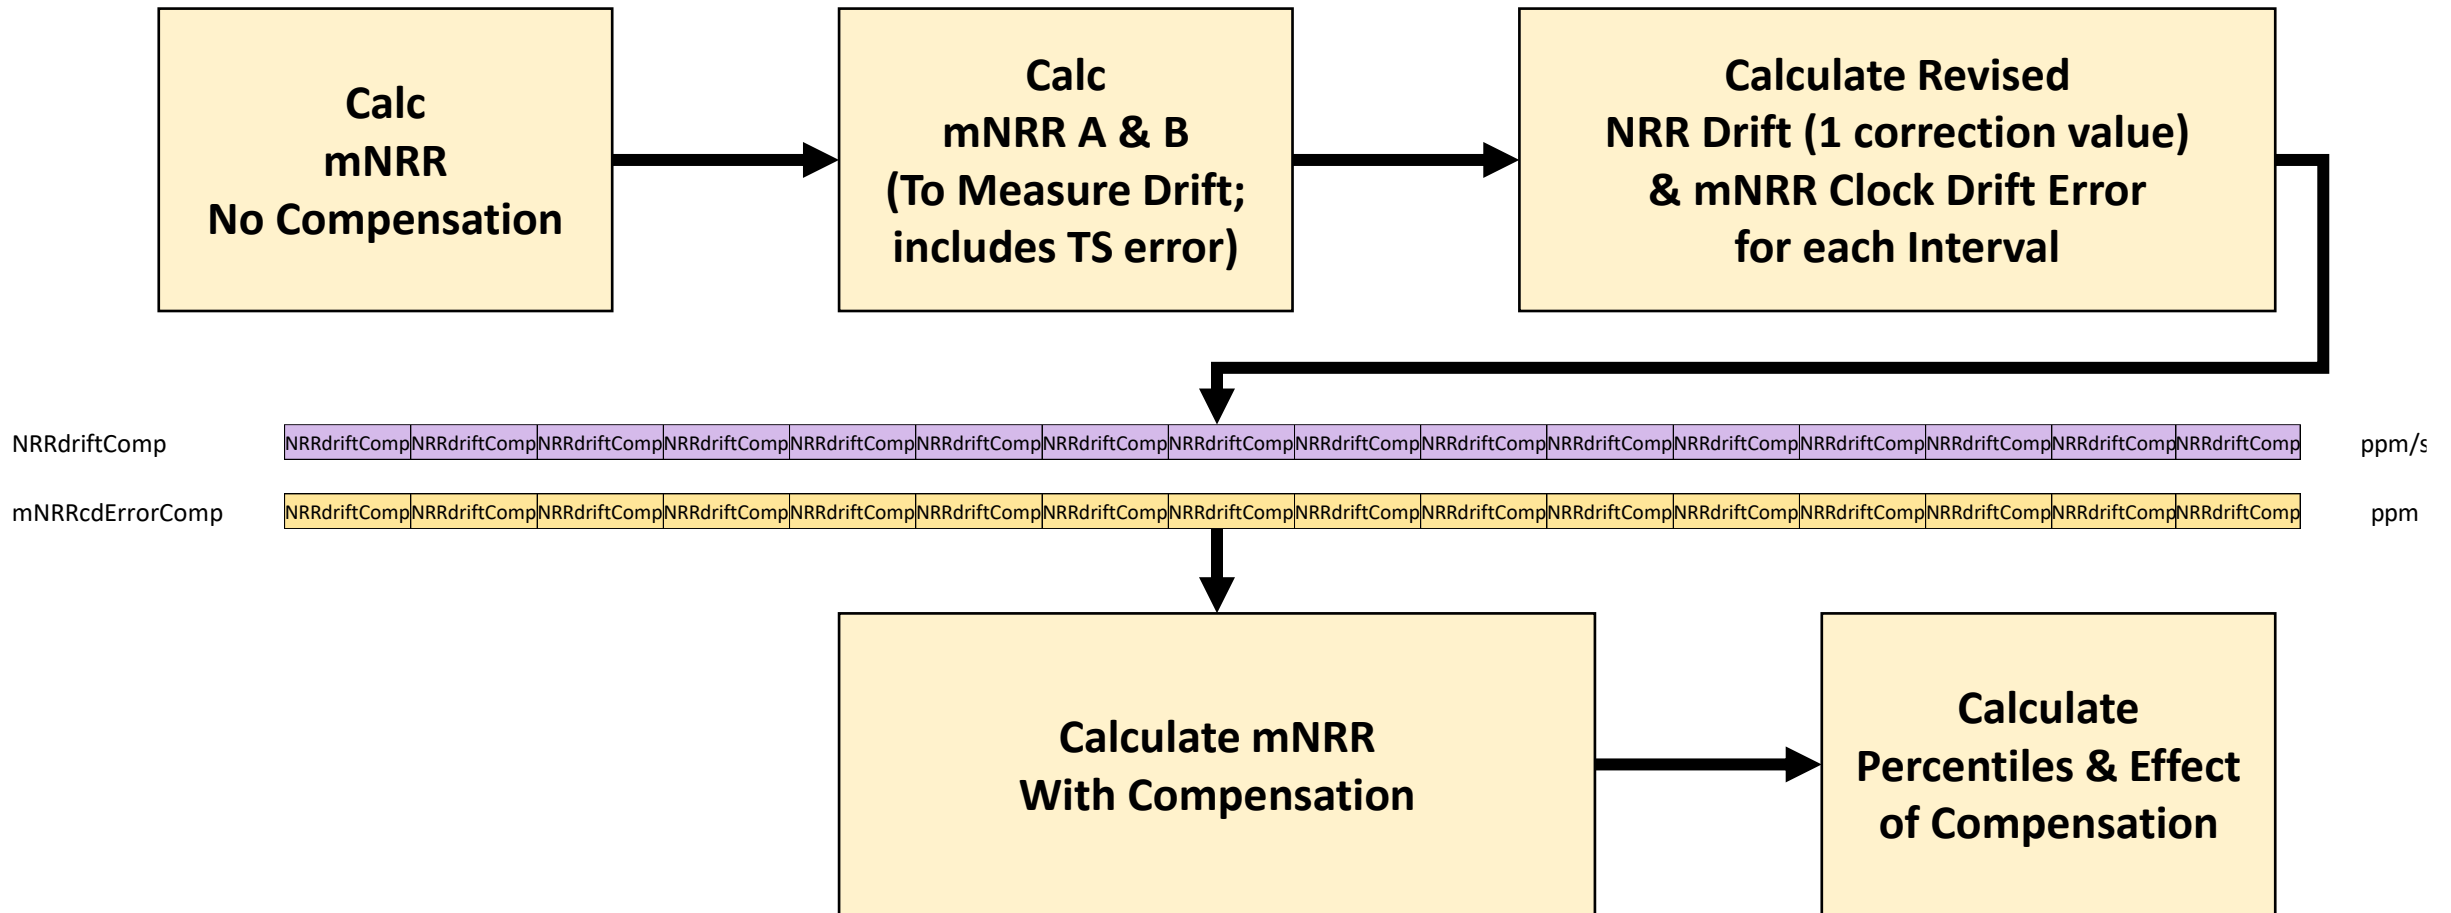 Calc
mNRR
No Compensation
Calc
mNRR A & B
(To Measure Drift;
includes TS error)
Calculate Revised
NRR Drift (1 correction value)
& mNRR Clock Drift Error
for each Interval
NRRdriftComp NRRdriftComp NRRdriftComp NRRdriftComp NRRdriftComp NRRdriftComp NRRdriftComp NRRdriftComp NRRdriftComp NRRdriftComp NRRdriftComp NRRdriftComp NRRdriftComp NRRdriftComp NRRdriftComp NRRdriftComp NRRdriftComp ppm/s
mNRRcdErrorComp NRRdriftComp NRRdriftComp NRRdriftComp NRRdriftComp NRRdriftComp NRRdriftComp NRRdriftComp NRRdriftComp NRRdriftComp NRRdriftComp NRRdriftComp NRRdriftComp NRRdriftComp NRRdriftComp NRRdriftComp NRRdriftComp ppm
Calculate mNRR
With Compensation
Calculate
Percentiles & Effect
of Compensation